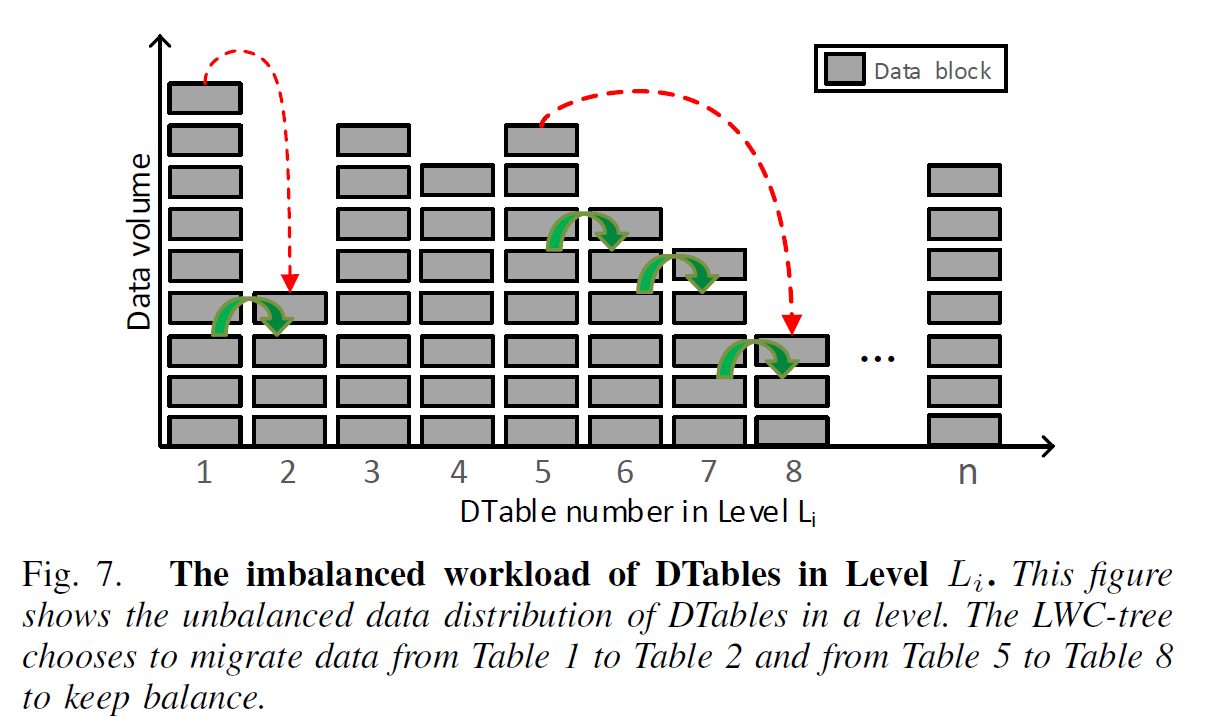 Data block
Data volume
1 2 3 4 5 6 7 8 ... n
DTable number in Level Li
Fig. 7. The imbalanced workload of DTables in Level Li. This figure
shows the unbalanced data distribution of DTables in a level. The LWC-tree
chooses to migrate data from Table 1 to Table 2 and from Table 5 to Table 8
to keep balance.